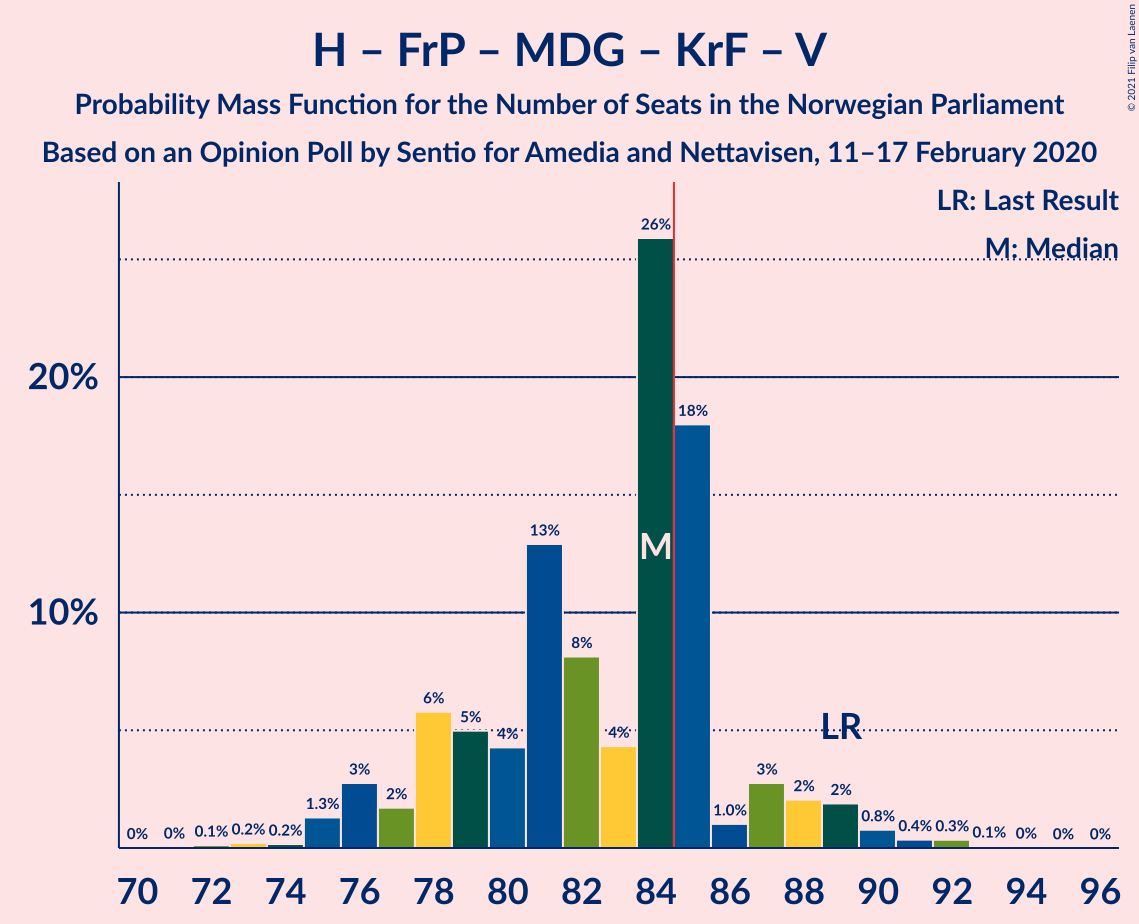 H – FrP – MDG – KrF – V
Probability Mass Function for the Number of Seats in the Norwegian Parliament
Based on an Opinion Poll by Sentio for Amedia and Nettavisen, 11–17 February 2020
© 2021 Filip van Laenen
LR: Last Result
M: Median
20%
10%
0% 0% 0.1% 0.2% 0.2% 1.3% 3% 2% 6% 5% 4% 13% 8% 4% 26% 18% 1.0% 3% 2% 2% 0.8% 0.4% 0.3% 0.1% 0% 0% 0%
M
LR
70 72 74 76 78 80 82 84 86 88 90 92 94 96